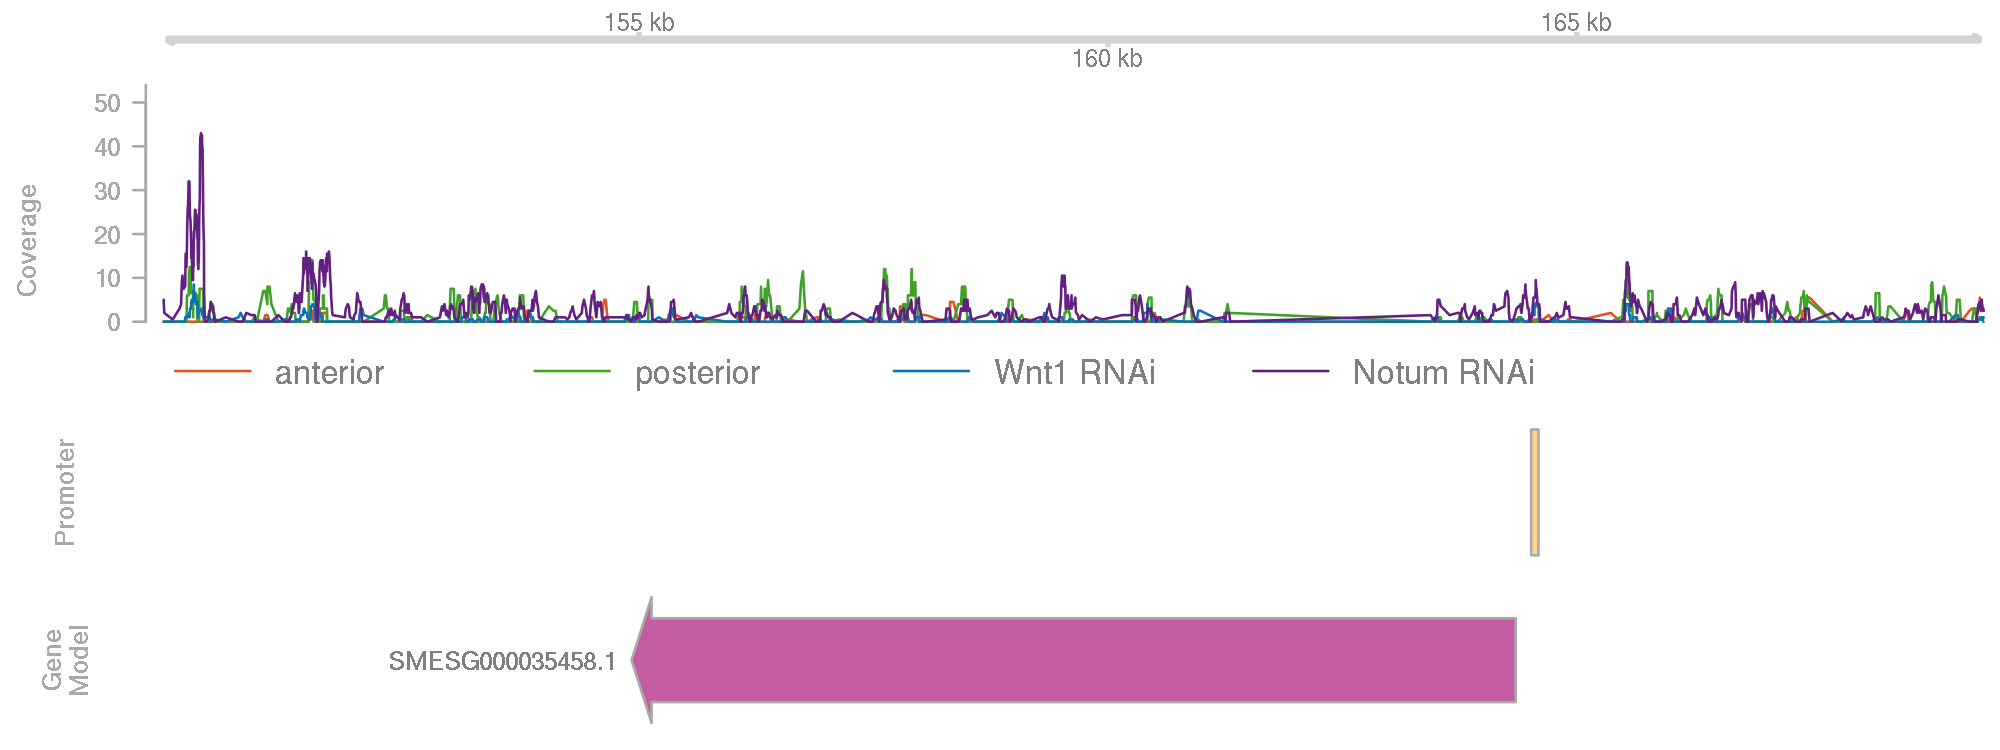 155 kb
165 kb
160 kb
50
40
30
20
10
0
Coverage
anterior posterior Wnt1 RNAi Notum RNAi
Promoter
Gene
Model
SMESG000035458.1